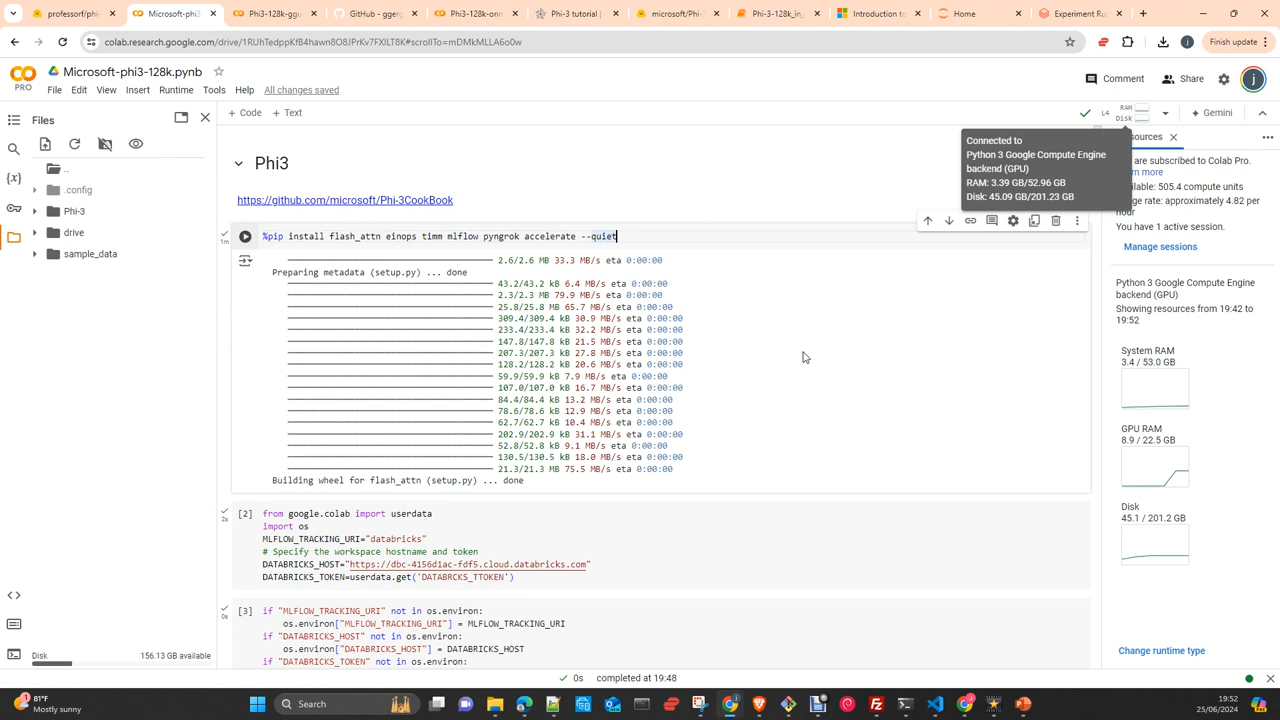 professor/phi
Microsoft-phi3
Phi3-128k-ggu
GitHub - ggerg
Phi3-128k-onn
Phi-3 tutorial |
microsoft/Phi-
Phi3-128k_in_
Introduction to
Home
Experiment Ru
colab.research.google.com/drive/1RUhTedppKfB4hawn8O8JPrKv7FXILT8K#scrollTo=mDMkMLLA6o0w
Finish update
Microsoft-phi3-128k.pynb
PRO
File Edit View Insert Runtime Tools Help All changes saved
Comment
Share
j
Files
+ Code + Text
L4
RAM
Disk
Gemini
..
.config
Phi-3
drive
sample_data
Phi3
https://github.com/microsoft/Phi-3CookBook
Connected to
Python 3 Google Compute Engine
backend (GPU)
RAM: 3.39 GB/52.96 GB
Disk: 45.09 GB/201.23 GB
1m
%pip install flash_attn einops timm mlflow pyngrok accelerate --quiet
2.6/2.6 MB 33.3 MB/s eta 0:00:00
Preparing metadata (setup.py) ... done
43.2/43.2 kB 6.4 MB/s eta 0:00:00
2.3/2.3 MB 79.9 MB/s eta 0:00:00
25.8/25.8 MB 65.7 MB/s eta 0:00:00
309.4/309.4 kB 30.9 MB/s eta 0:00:00
233.4/233.4 kB 32.2 MB/s eta 0:00:00
147.8/147.8 kB 21.5 MB/s eta 0:00:00
207.3/207.3 kB 27.8 MB/s eta 0:00:00
128.2/128.2 kB 20.6 MB/s eta 0:00:00
59.9/59.9 kB 7.9 MB/s eta 0:00:00
107.0/107.0 kB 16.7 MB/s eta 0:00:00
84.4/84.4 kB 13.2 MB/s eta 0:00:00
78.6/78.6 kB 12.9 MB/s eta 0:00:00
62.7/62.7 kB 10.4 MB/s eta 0:00:00
202.9/202.9 kB 31.1 MB/s eta 0:00:00
52.8/52.8 kB 9.1 MB/s eta 0:00:00
130.5/130.5 kB 18.0 MB/s eta 0:00:00
21.3/21.3 MB 75.5 MB/s eta 0:00:00
Building wheel for flash_attn (setup.py) ... done
[2] from google.colab import userdata
2s
import os
MLFLOW_TRACKING_URI="databricks"
# Specify the workspace hostname and token
DATABRICKS_HOST="https://dbc-4156d1ac-fdf5.cloud.databricks.com"
DATABRICKS_TOKEN=userdata.get('DATABRCKS_TTOKEN')
[3] if "MLFLOW_TRACKING_URI" not in os.environ:
0s
os.environ["MLFLOW_TRACKING_URI"] = MLFLOW_TRACKING_URI
if "DATABRICKS_HOST" not in os.environ:
os.environ["DATABRICKS_HOST"] = DATABRICKS_HOST
if "DATABRICKS_TOKEN" not in os.environ:
ources
are subscribed to Colab Pro.
rn more
ilable: 505.4 compute units
ge rate: approximately 4.82 per
hour
You have 1 active session.
Manage sessions
Python 3 Google Compute Engine
backend (GPU)
Showing resources from 19:42 to
19:52
System RAM
3.4 / 53.0 GB
GPU RAM
8.9 / 22.5 GB
Disk
45.1 / 201.2 GB
Change runtime type
Disk
156.13 GB available
0s completed at 19:48
81°F
Mostly sunny
Search
19:52
25/06/2024